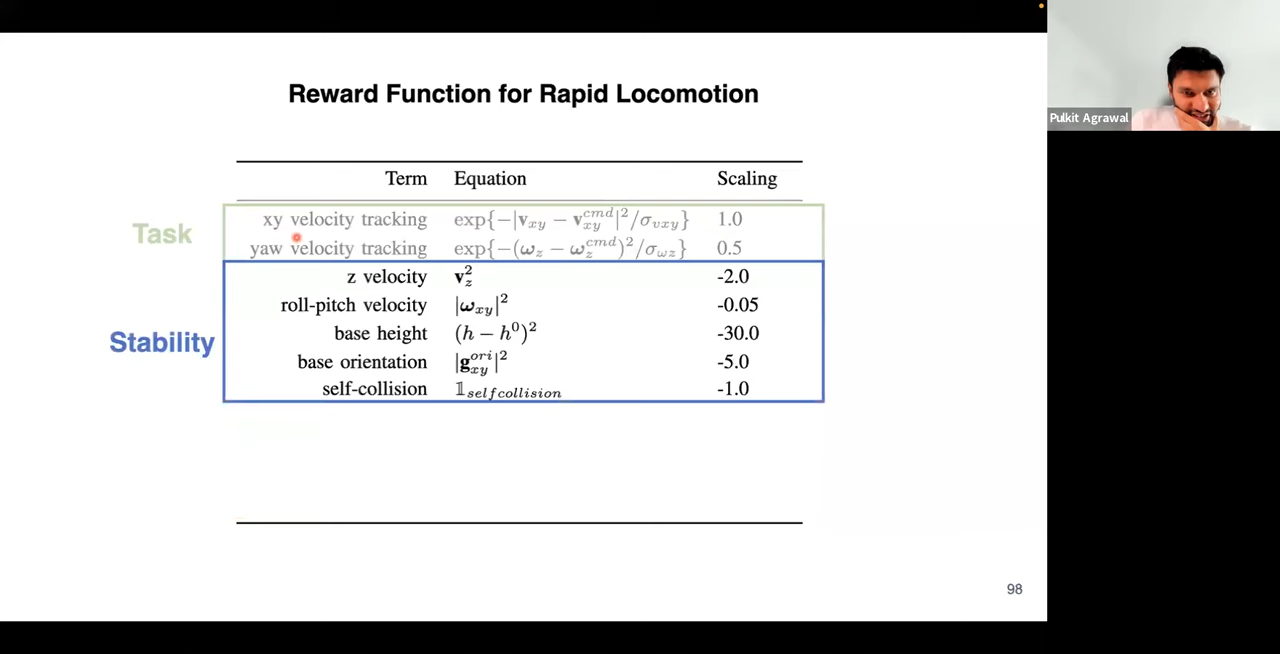 Reward Function for Rapid Locomotion
Pulkit Agrawal
Term Equation Scaling
Task
xy velocity tracking exp{−|v_xy − v_xy^cmd|²/σ_vxy} 1.0
yaw velocity tracking exp{−(ω_z − ω_z^cmd)²/σ_ωz} 0.5
Stability
z velocity v_z² -2.0
roll-pitch velocity |ω_xy|² -0.05
base height (h − h⁰)² -30.0
base orientation |g_xy^ori|² -5.0
self-collision 𝟙_selfcollision -1.0
98